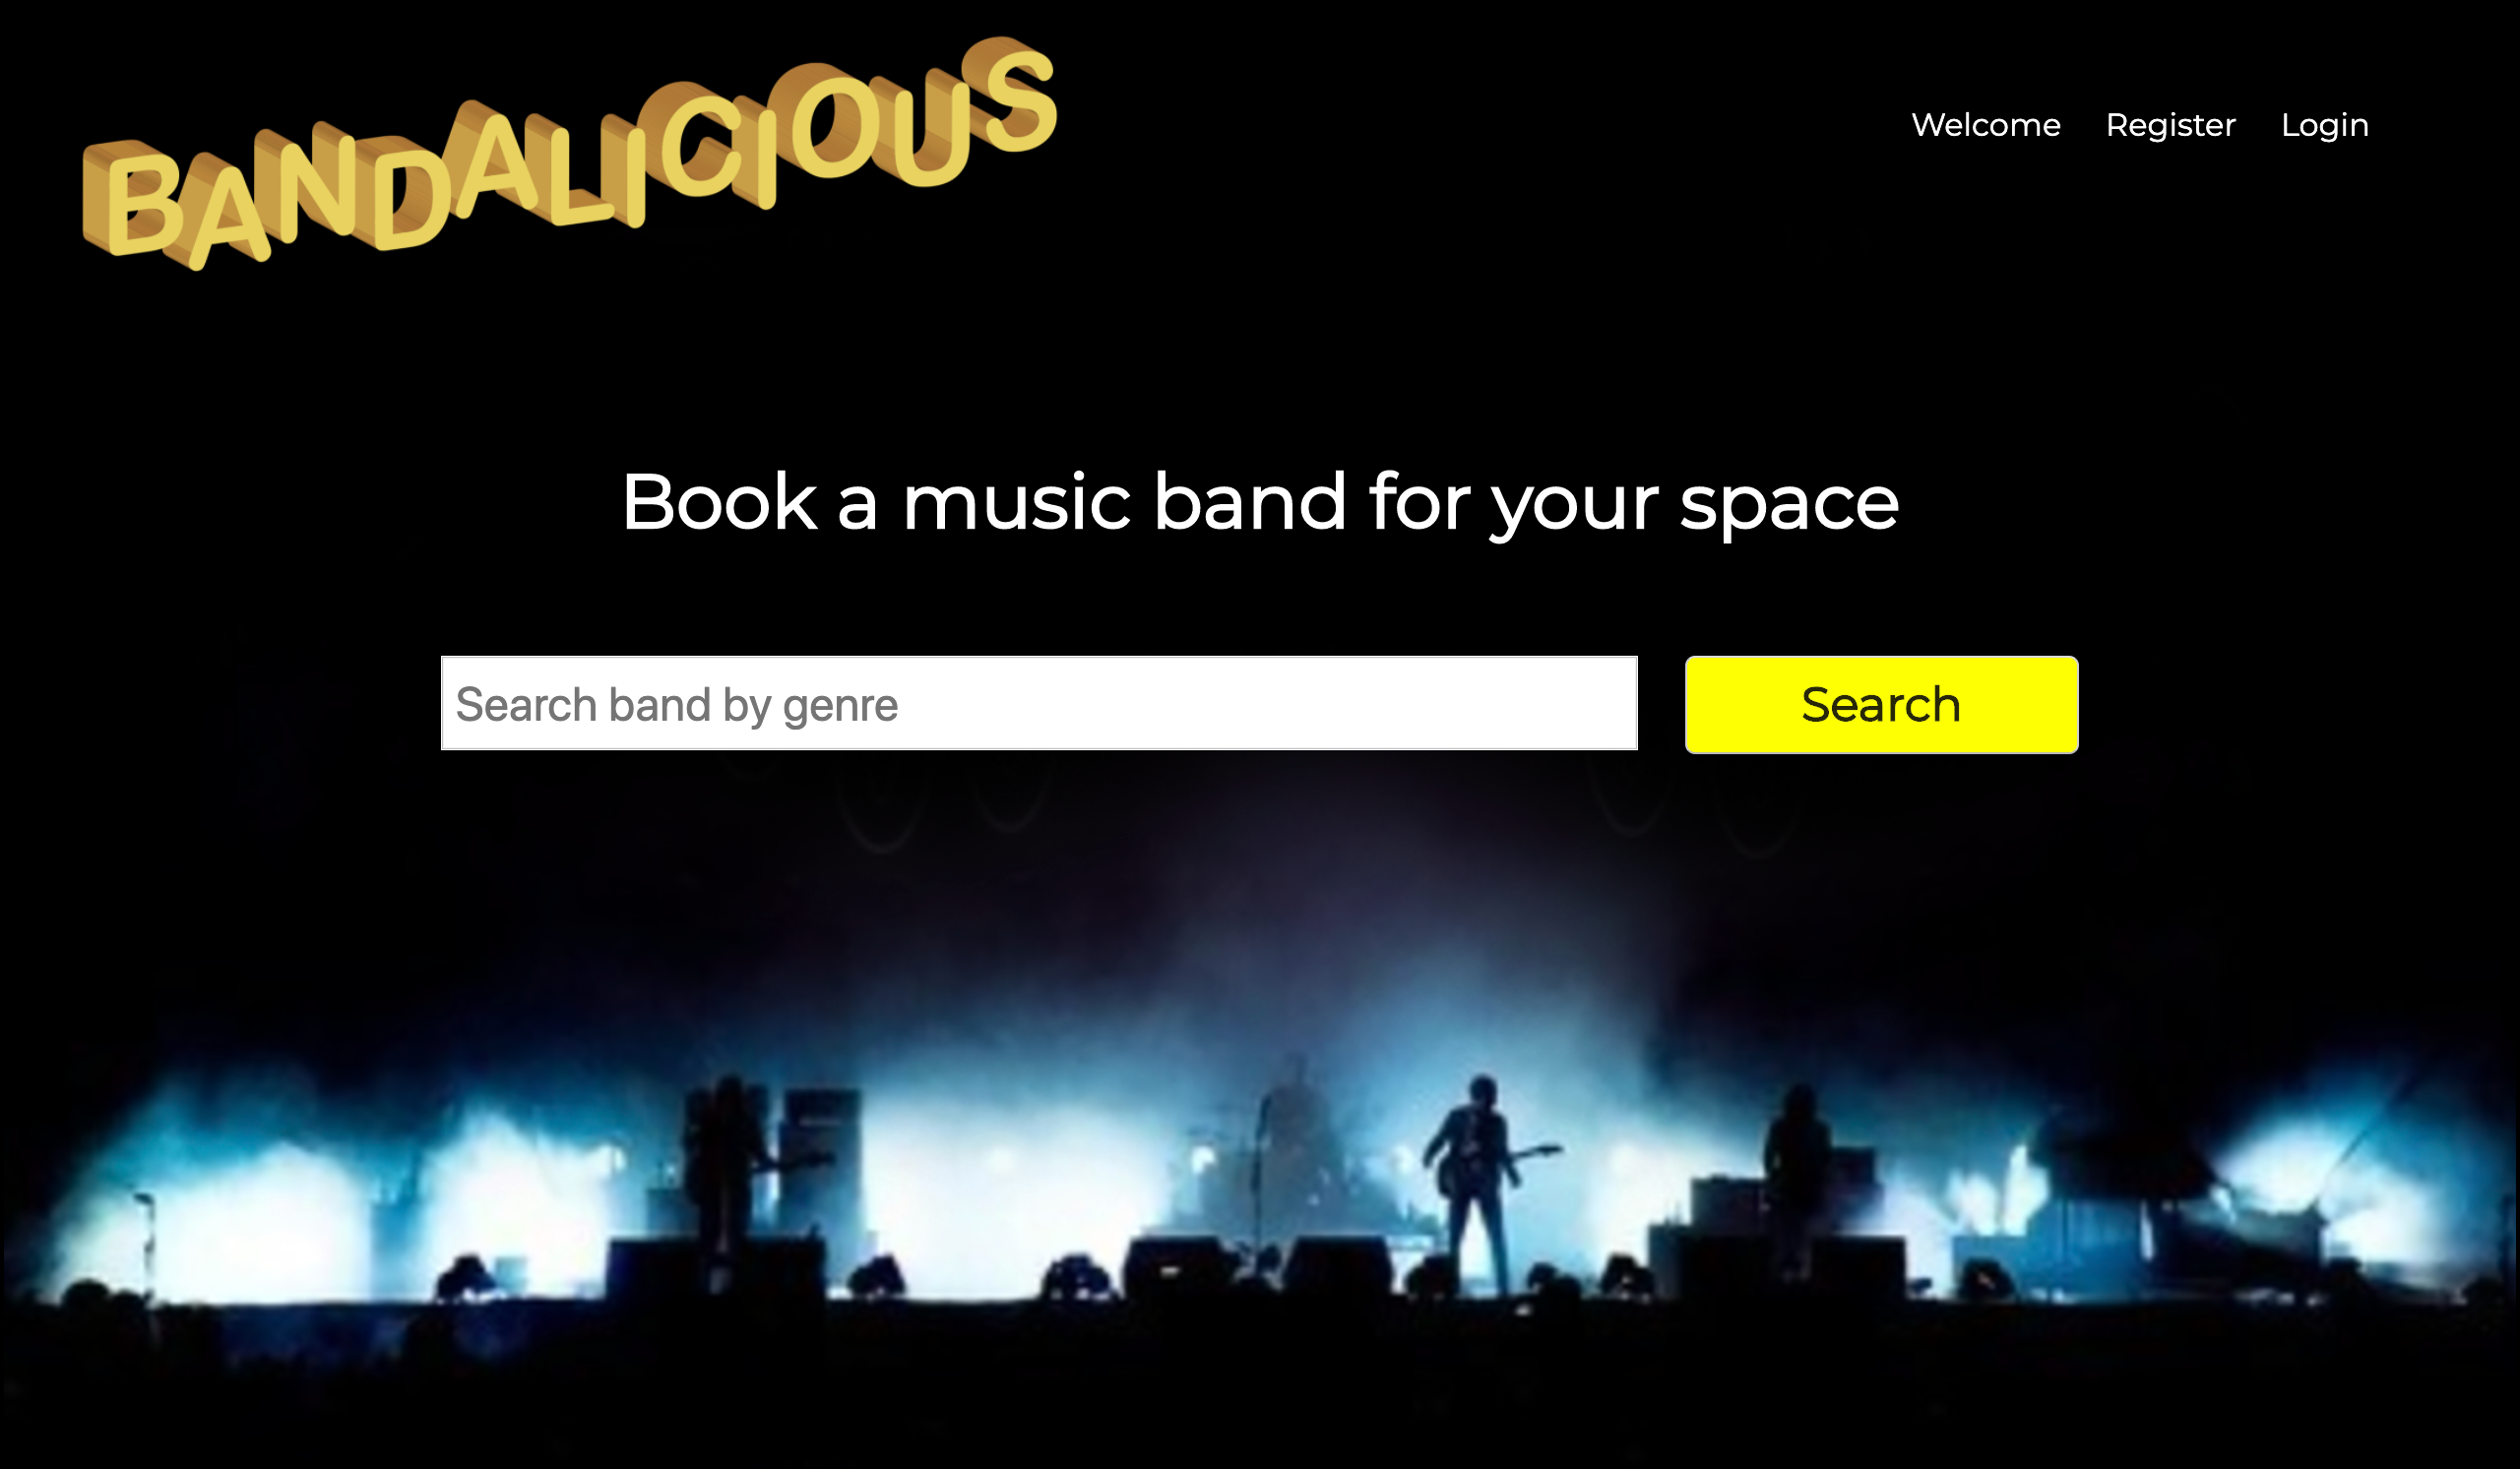 BANDALICIOUS
Welcome Register Login
Book a music band for your space
Search band by genre
Search